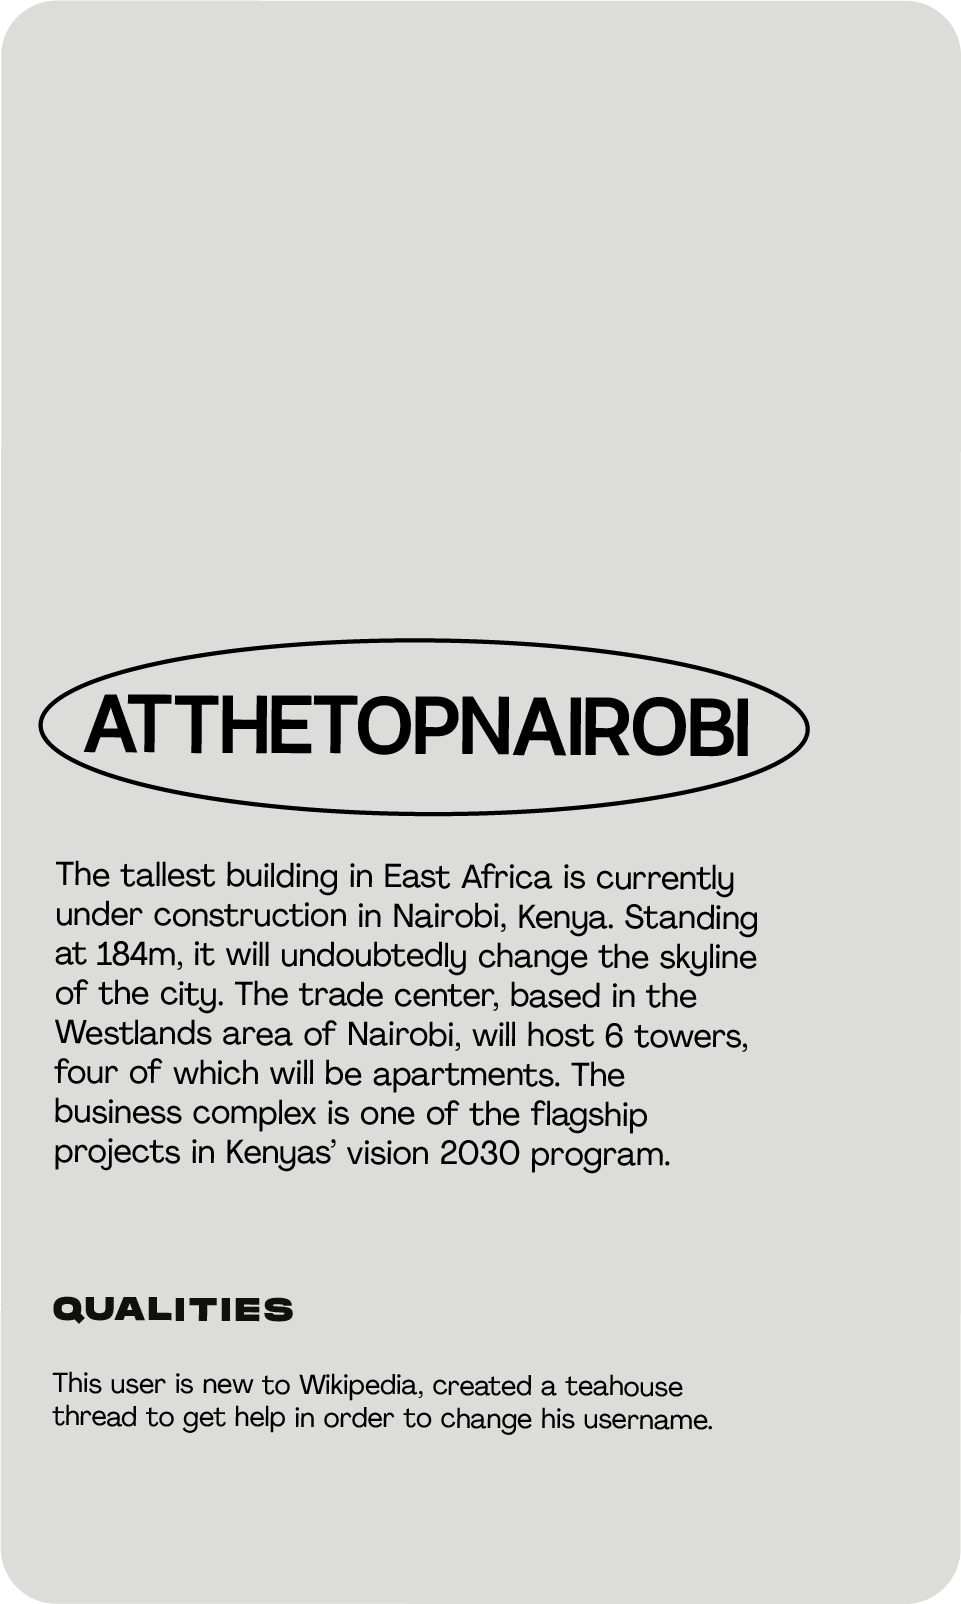 ATTHETOPNAIROBI
The tallest building in East Africa is currently
under construction in Nairobi, Kenya. Standing
at 184m, it will undoubtedly change the skyline
of the city. The trade center, based in the
Westlands area of Nairobi, will host 6 towers,
four of which will be apartments. The
business complex is one of the flagship
projects in Kenyas’ vision 2030 program.
QUALITIES
This user is new to Wikipedia, created a teahouse
thread to get help in order to change his username.